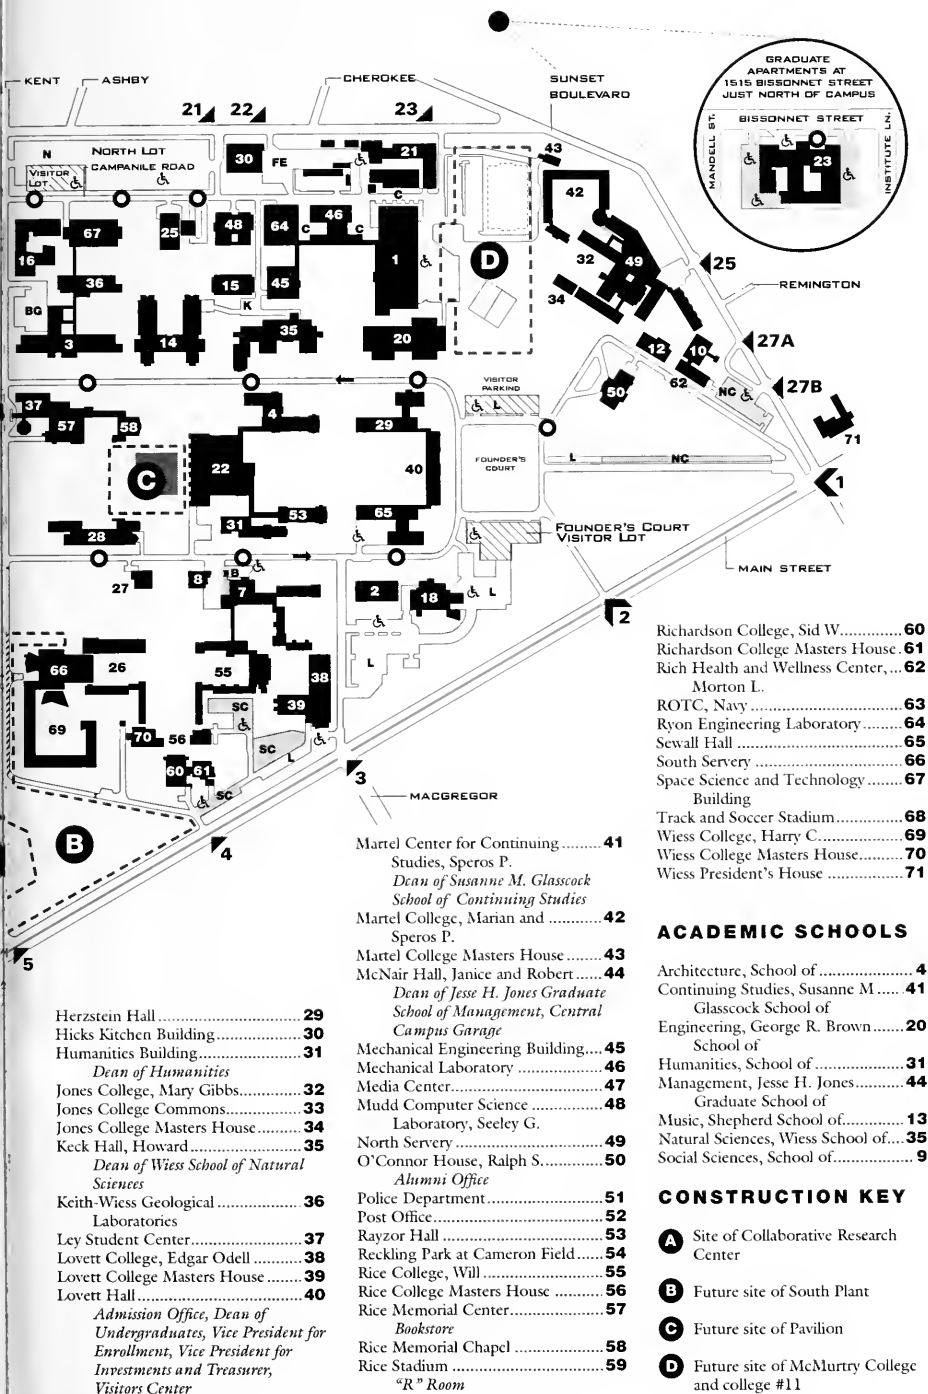 KENT
ASHBY
CHEROKEE
SUNSET
BOULEVARD
GRADUATE
APARTMENTS AT
1515 BISSONNET STREET
JUST NORTH OF CAMPUS
BISSONNET STREET
MANDELL ST.
INSTITUTE LN.
23
21
22
23
N
NORTH LOT
CAMPANILE ROAD
VISITOR
LOT
30
FE
21
43
C
42
16
67
25
48
64
C
46
C
1
D
32
49
25
REMINGTON
36
15
45
34
BG
K
3
14
35
20
12
10
27A
62
50
NC
27B
VISITOR
PARKING
L
71
37
57
58
4
29
C
22
40
FOUNDER'S
COURT
L
NC
1
53
65
31
28
FOUNDER'S COURT
VISITOR LOT
MAIN STREET
27
8
B
7
2
18
L
2
66
26
55
38
L
69
SC
39
70
56
SC
L
60
61
SC
3
MACGREGOR
B
4
5
Herzstein Hall 29
Hicks Kitchen Building 30
Humanities Building 31
Dean of Humanities
Jones College, Mary Gibbs 32
Jones College Commons 33
Jones College Masters House 34
Keck Hall, Howard 35
Dean of Wiess School of Natural
Sciences
Keith-Wiess Geological 36
Laboratories
Ley Student Center 37
Lovett College, Edgar Odell 38
Lovett College Masters House 39
Lovett Hall 40
Admission Office, Dean of
Undergraduates, Vice President for
Enrollment, Vice President for
Investments and Treasurer,
Visitors Center
Martel Center for Continuing 41
Studies, Speros P.
Dean of Susanne M. Glasscock
School of Continuing Studies
Martel College, Marian and 42
Speros P.
Martel College Masters House 43
McNair Hall, Janice and Robert 44
Dean of Jesse H. Jones Graduate
School of Management, Central
Campus Garage
Mechanical Engineering Building 45
Mechanical Laboratory 46
Media Center 47
Mudd Computer Science 48
Laboratory, Seeley G.
North Servery 49
O'Connor House, Ralph S. 50
Alumni Office
Police Department 51
Post Office 52
Rayzor Hall 53
Reckling Park at Cameron Field 54
Rice College, Will 55
Rice College Masters House 56
Rice Memorial Center 57
Bookstore
Rice Memorial Chapel 58
Rice Stadium 59
"R" Room
Richardson College, Sid W. 60
Richardson College Masters House 61
Rich Health and Wellness Center, 62
Morton L.
ROTC, Navy 63
Ryon Engineering Laboratory 64
Sewall Hall 65
South Servery 66
Space Science and Technology 67
Building
Track and Soccer Stadium 68
Wiess College, Harry C. 69
Wiess College Masters House 70
Wiess President's House 71
ACADEMIC SCHOOLS
Architecture, School of 4
Continuing Studies, Susanne M 41
Glasscock School of
Engineering, George R. Brown 20
School of
Humanities, School of 31
Management, Jesse H. Jones 44
Graduate School of
Music, Shepherd School of 13
Natural Sciences, Wiess School of 35
Social Sciences, School of 9
CONSTRUCTION KEY
A Site of Collaborative Research
Center
B Future site of South Plant
C Future site of Pavilion
D Future site of McMurtry College
and college #11